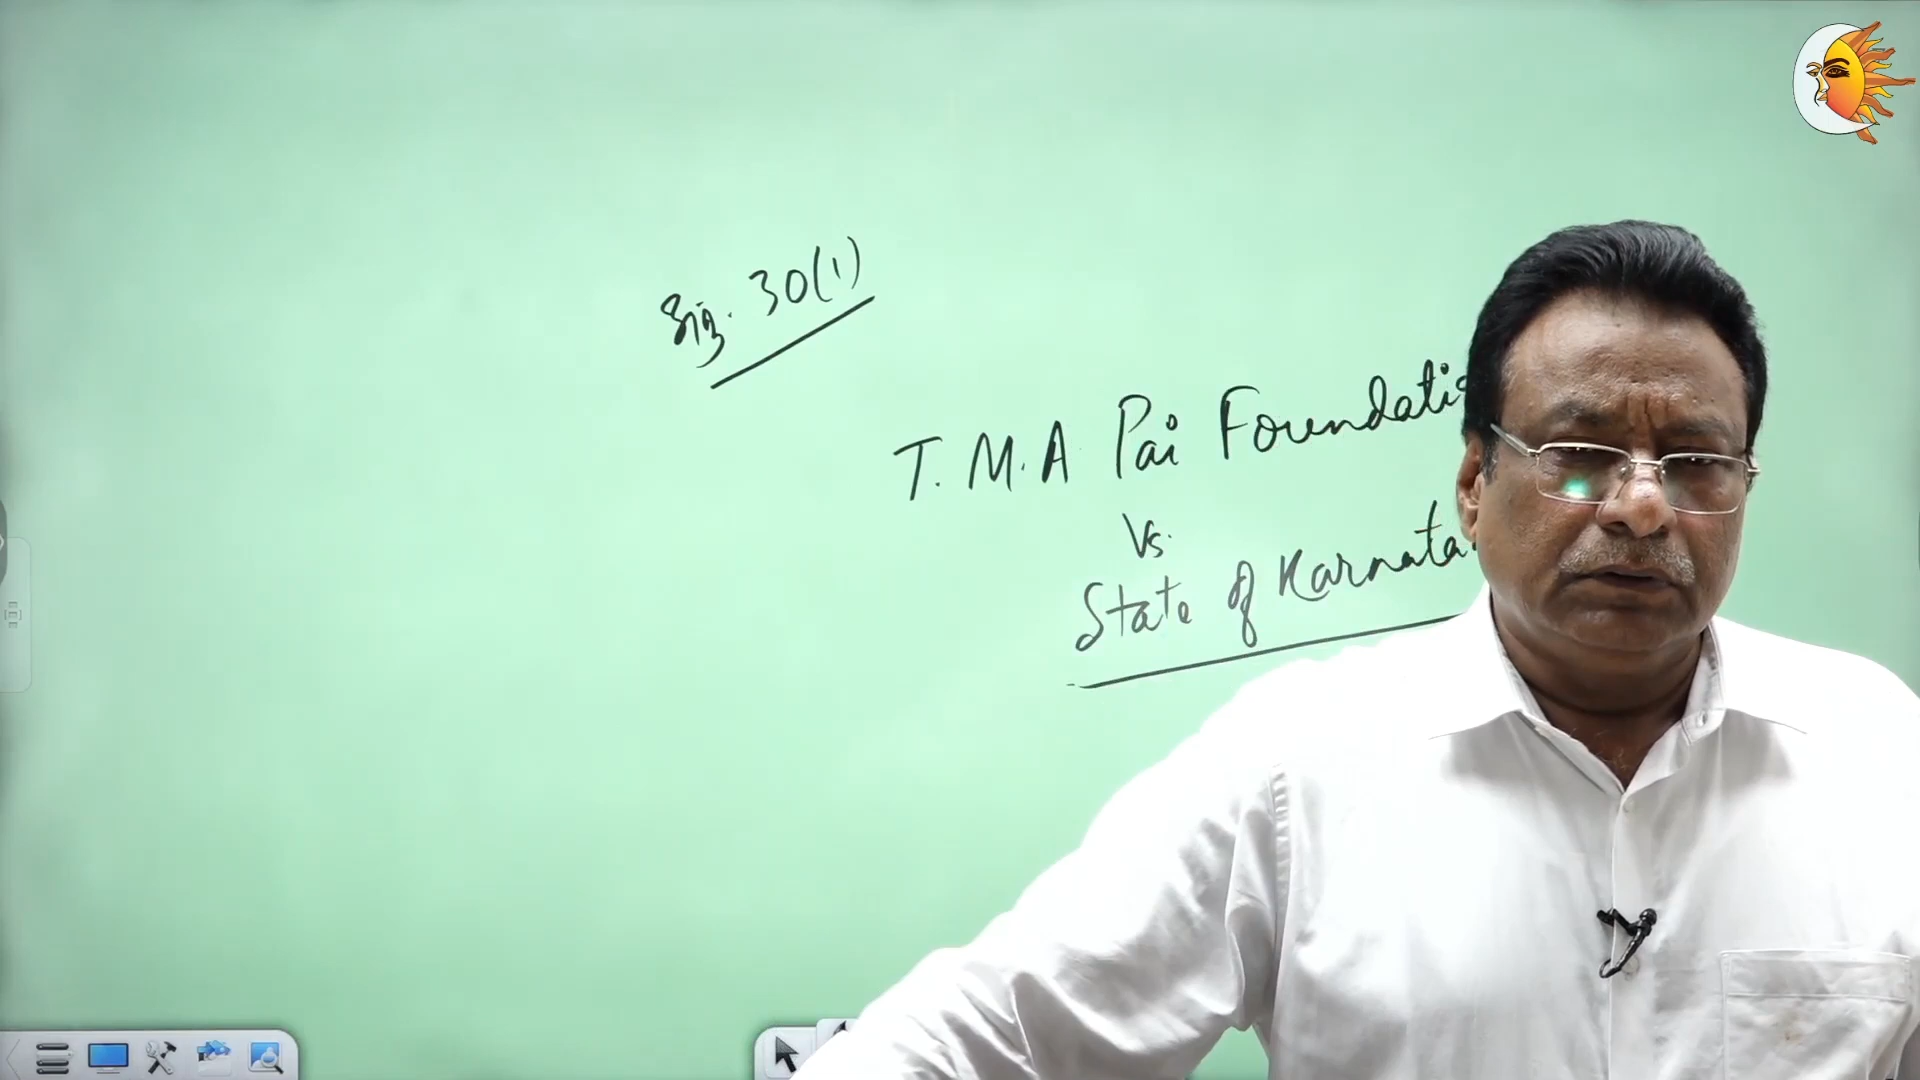 अनु. 30(1)
T.M.A Pai Foundati
Vs.
State of Karnata